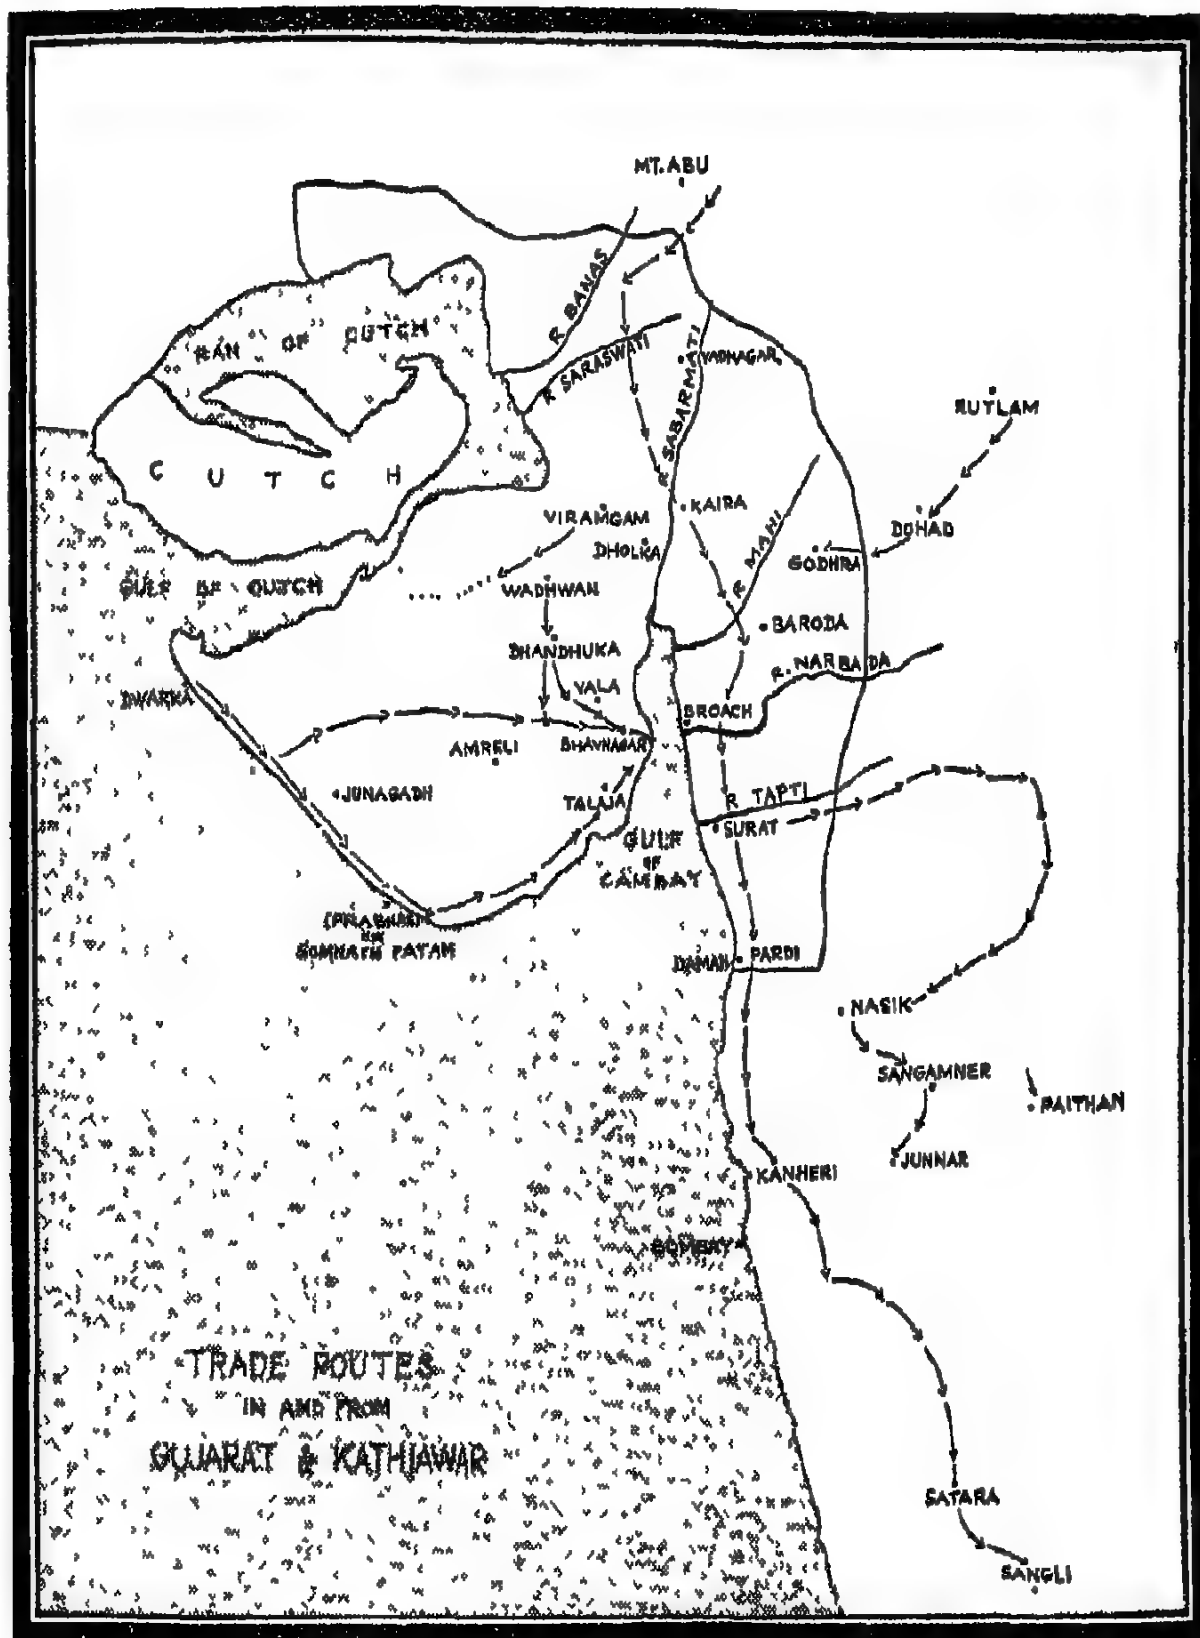 MT. ABU
R BANAS
RAN OF CUTCH
R SARASWATI
R SABARMATI
VADNAGAR
RUTLAM
C U T C H
VIRAMGAM
KAIRA
DHOLKA
R MAHI
DOHAD
GODHRA
GULF OF CUTCH
WADHWAN
BARODA
DHANDHUKA
R. NARBADA
DWARKA
VALA
BROACH
AMRELI
BHAVNAGAR
JUNAGADH
TALAJA
R TAPTI
SURAT
GULF
OF
CAMBAY
SOMNATH PATAN
DAMAN
PARDI
NASIK
SANGAMNER
PAITHAN
JUNNAR
KANHERI
BOMBAY
TRADE ROUTES
IN AND FROM
GUJARAT & KATHIAWAR
SATARA
SANGLI